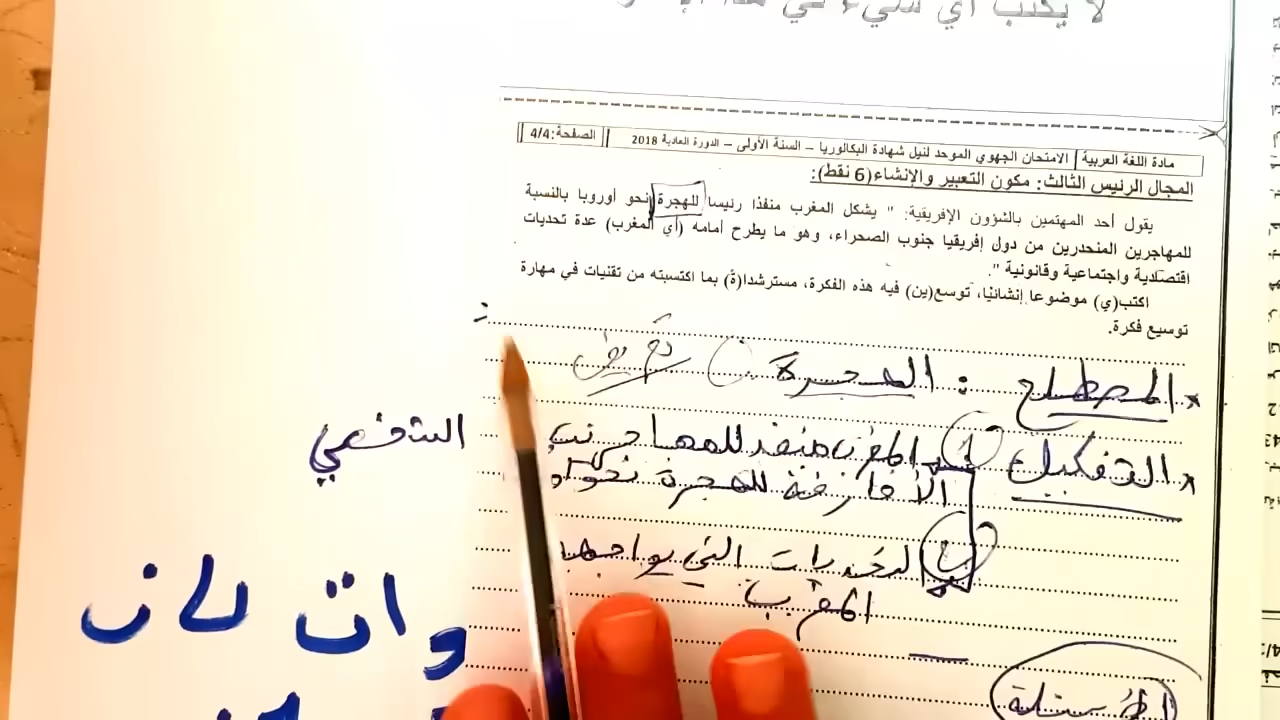 لا يكتب أي شيء في هذا
مادة اللغة العربية | الامتحان الجهوي الموحد لنيل شهادة البكالوريا – السنة الأولى – الدورة العادية 2018 | الصفحة:4/4
المجال الرئيس الثالث: مكون التعبير والإنشاء(6 نقط):
يقول أحد المهتمين بالشؤون الإفريقية: " يشكل المغرب منفذا رئيسا للهجرة نحو أوروبا بالنسبة
للمهاجرين المنحدرين من دول إفريقيا جنوب الصحراء، وهو ما يطرح أمامه (أي المغرب) عدة تحديات
اقتصادية واجتماعية وقانونية ".
اكتب(ي) موضوعا إنشائيا، توسع(ين) فيه هذه الفكرة، مسترشدا(ة) بما اكتسبته من تقنيات في مهارة
توسيع فكرة.
* المصطلح : الهجرة تعريف
* التفكيك أ المغرب منفذ للمهاجرين
الأفارقة للهجرة نحو
ب التحديات التي يواجهها
المغرب
الأسئلة